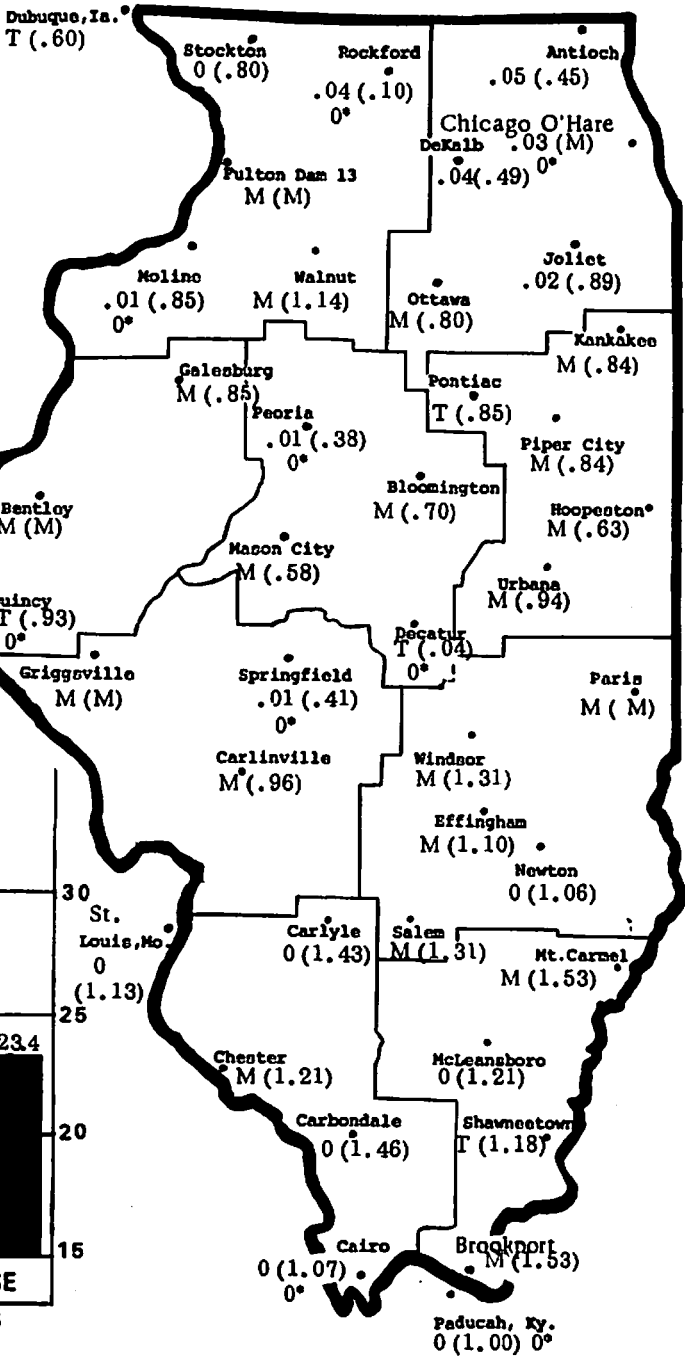 Dubuque,Ia.
T (.60)
Stockton
0 (.80)
Rockford
.04 (.10)
0*
Antioch
.05 (.45)
Chicago O'Hare
.03 (M)
0*
DeKalb
.04(.49)
Fulton Dam 13
M (M)
Moline
.01 (.85)
0*
Walnut
M (1.14)
Ottawa
M (.80)
Joliet
.02 (.89)
Kankakee
M (.84)
Galesburg
M (.85)
Peoria
.01 (.38)
0*
Pontiac
T (.85)
Piper City
M (.84)
Bloomington
M (.70)
Hoopeston
M (.63)
Bentley
M (M)
Mason City
M (.58)
Urbana
M (.94)
uincy
T (.93)
0*
Decatur
T (.04)
0*
Griggsville
M (M)
Springfield
.01 (.41)
0*
Paris
M ( M)
Carlinville
M (.96)
Windsor
M (1.31)
Effingham
M (1.10)
Newton
0 (1.06)
30
St.
Louis,Mo.
0
(1.13)
Carlyle
0 (1.43)
Salem
M (1.31)
Mt.Carmel
M (1.53)
25
23.4
Chester
M (1.21)
McLeansboro
0 (1.21)
20
Carbondale
0 (1.46)
Shawneetown
T (1.18)
15
SE
Cairo
0 (1.07)
0*
Brookport
M (1.53)
Paducah, Ky.
0 (1.00) 0*